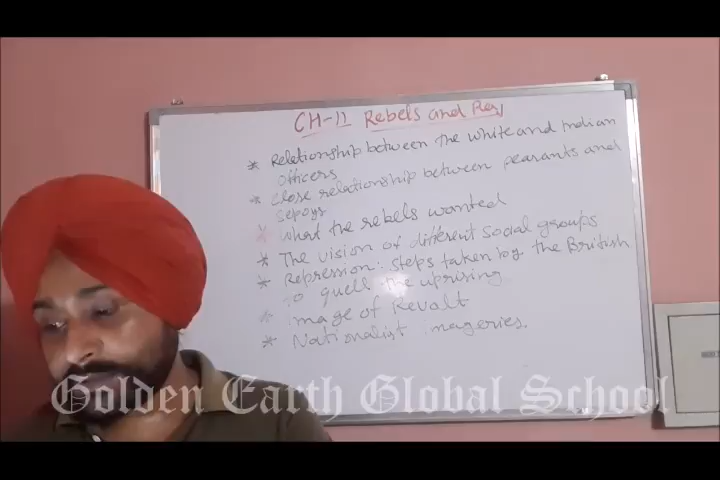 CH-11 Rebels and Raj
* Relationship between the white and Indian
officers
* Close relationship between pearants and
sepoys
* What the rebels wanted
* The vision of different social groups
* Repression: steps taken by the British
to quell the uprising
* image of Revolt
* Nationalist imageries.
Golden Earth Global School